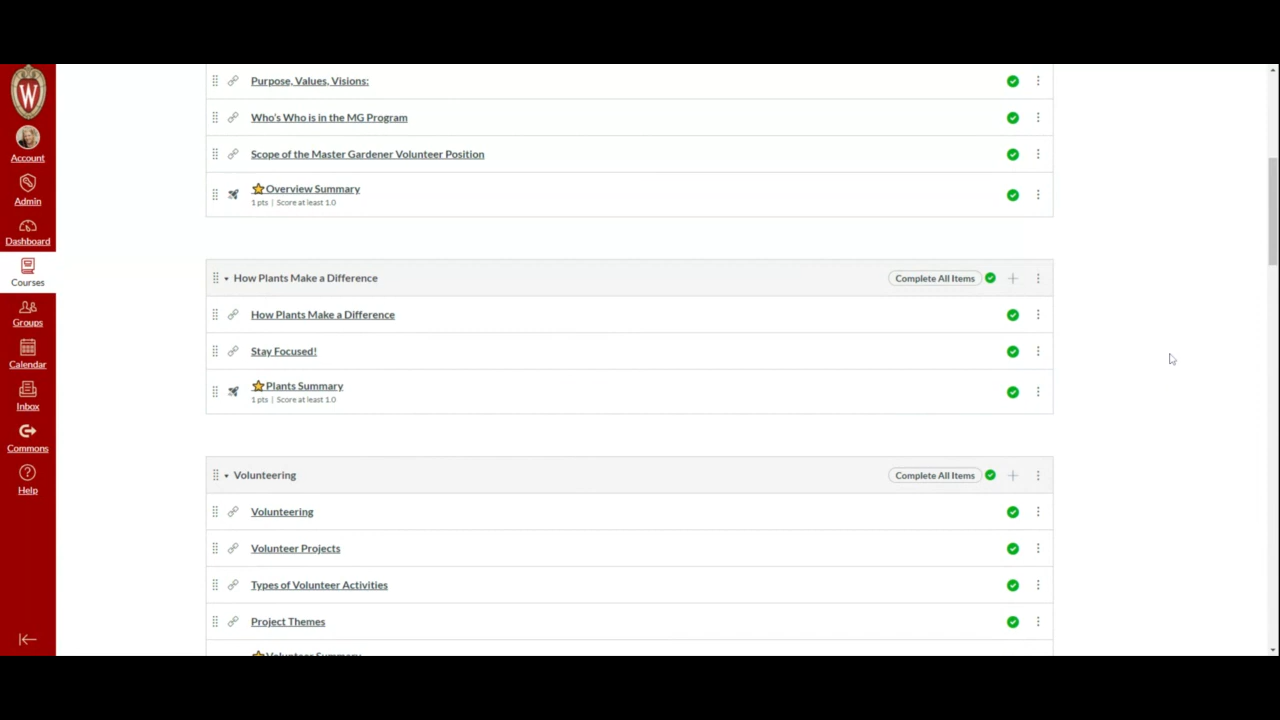 W
Account
Admin
Dashboard
Courses
Groups
Calendar
Inbox
Commons
Help
Purpose, Values, Visions:
Who's Who is in the MG Program
Scope of the Master Gardener Volunteer Position
Overview Summary
1 pts | Score at least 1.0
How Plants Make a Difference
Complete All Items
How Plants Make a Difference
Stay Focused!
Plants Summary
1 pts | Score at least 1.0
Volunteering
Complete All Items
Volunteering
Volunteer Projects
Types of Volunteer Activities
Project Themes
Volunteer Summary